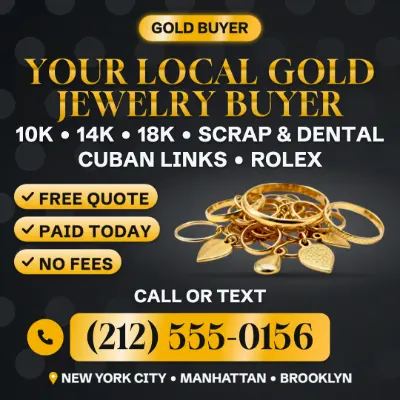 GOLD BUYER
YOUR LOCAL GOLD
JEWELRY BUYER
10K • 14K • 18K • SCRAP & DENTAL
CUBAN LINKS • ROLEX
FREE QUOTE
PAID TODAY
NO FEES
CALL OR TEXT
(212) 555-0156
NEW YORK CITY • MANHATTAN • BROOKLYN